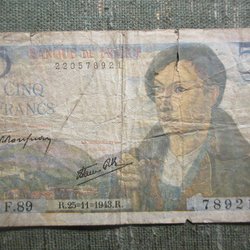 BANQUE DE FRANCE
220578921
5
CINQ
FRANCS
F.89
R.25-11-1943.R.
7892